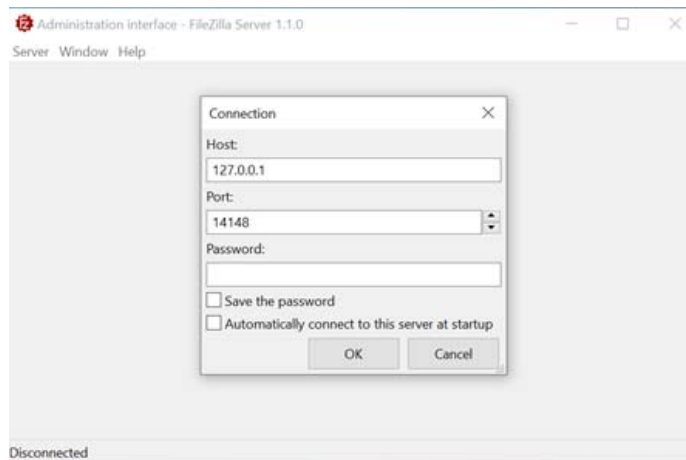 Administration interface - FileZilla Server 1.1.0
Server Window Help
Connection
Host:
127.0.0.1
Port:
14148
Password:
Save the password
Automatically connect to this server at startup
OK Cancel
Disconnected